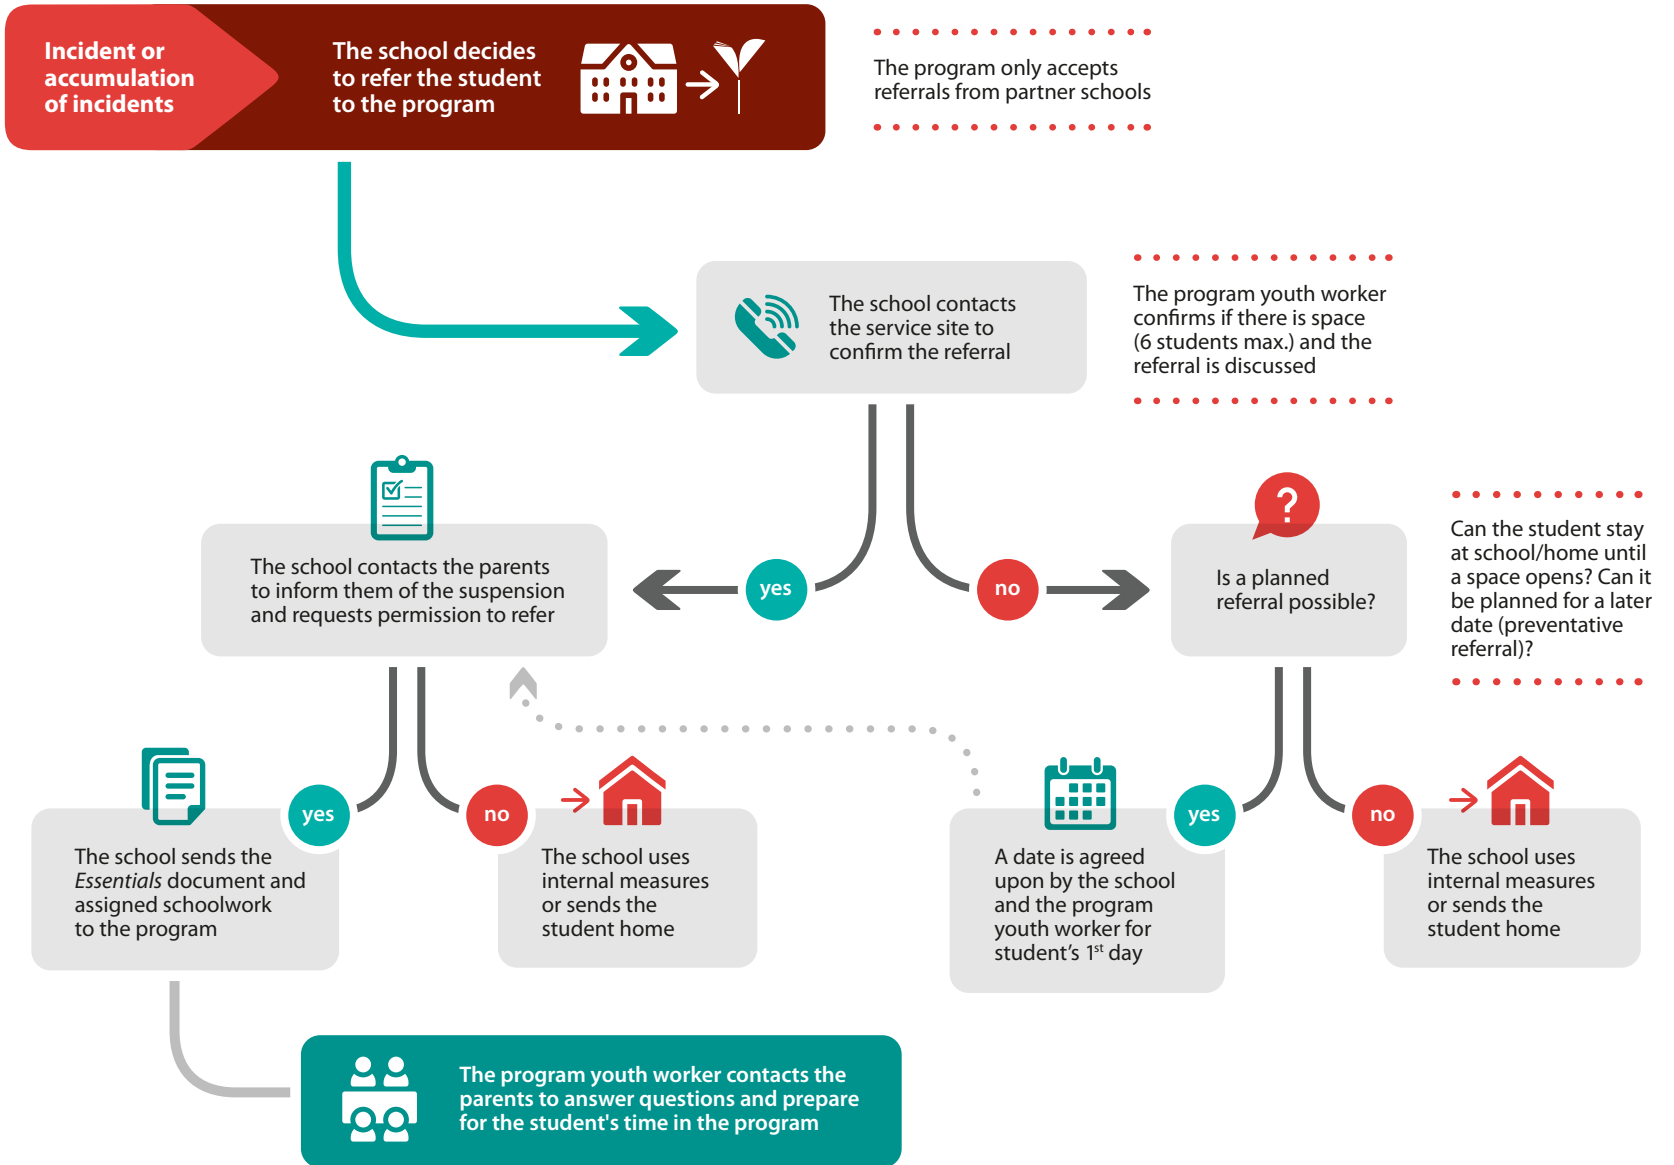 Incident or
accumulation
of incidents
The school decides
to refer the student
to the program
The program only accepts
referrals from partner schools
The school contacts
the service site to
confirm the referral
The program youth worker
confirms if there is space
(6 students max.) and the
referral is discussed
The school contacts the parents
to inform them of the suspension
and requests permission to refer
yes
no
?
Is a planned
referral possible?
Can the student stay
at school/home until
a space opens? Can it
be planned for a later
date (preventative
referral)?
The school sends the
Essentials document and
assigned schoolwork
to the program
yes
no
The school uses
internal measures
or sends the
student home
A date is agreed
upon by the school
and the program
youth worker for
student’s 1st day
yes
no
The school uses
internal measures
or sends the
student home
The program youth worker contacts the
parents to answer questions and prepare
for the student's time in the program